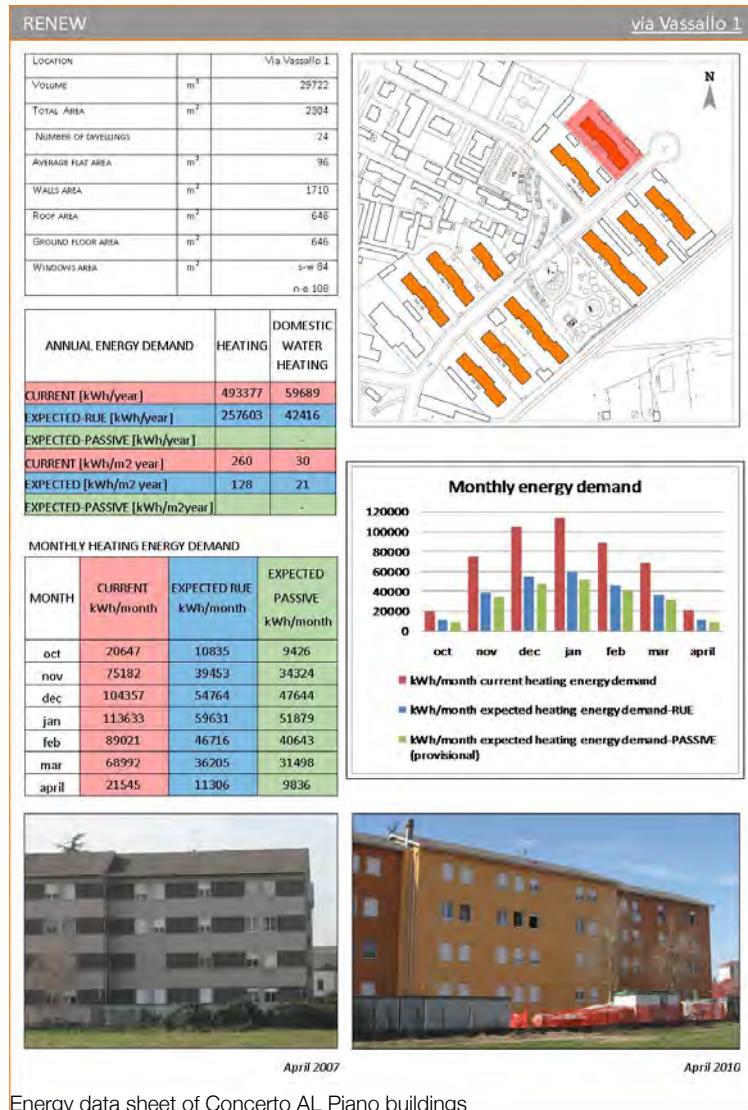 RENEW via Vassallo 1
LOCATION Via Vassallo 1
VOLUME m³ 29722
TOTAL AREA m² 2304
NUMBER OF DWELLINGS 24
AVERAGE FLAT AREA m² 96
WALLS AREA m² 1710
ROOF AREA m² 646
GROUND FLOOR AREA m² 646
WINDOWS AREA m² s-w 84
n-e 108
N
ANNUAL ENERGY DEMAND HEATING DOMESTIC WATER HEATING
CURRENT [kWh/year] 493377 59689
EXPECTED-RUE [kWh/year] 257603 42416
EXPECTED-PASSIVE [kWh/year] -
CURRENT [kWh/m2 year] 260 30
EXPECTED [kWh/m2 year] 128 21
EXPECTED-PASSIVE [kWh/m2year] -
MONTHLY HEATING ENERGY DEMAND
MONTH CURRENT kWh/month EXPECTED RUE kWh/month EXPECTED PASSIVE kWh/month
oct 20647 10835 9426
nov 75182 39453 34324
dec 104357 54764 47644
jan 113633 59631 51879
feb 89021 46716 40643
mar 68992 36205 31498
april 21545 11306 9836
Monthly energy demand
120000
100000
80000
60000
40000
20000
0
oct nov dec jan feb mar april
kWh/month current heating energy demand
kWh/month expected heating energy demand-RUE
kWh/month expected heating energy demand-PASSIVE
(provisional)
April 2007
April 2010
Energy data sheet of Concerto AL Piano buildings